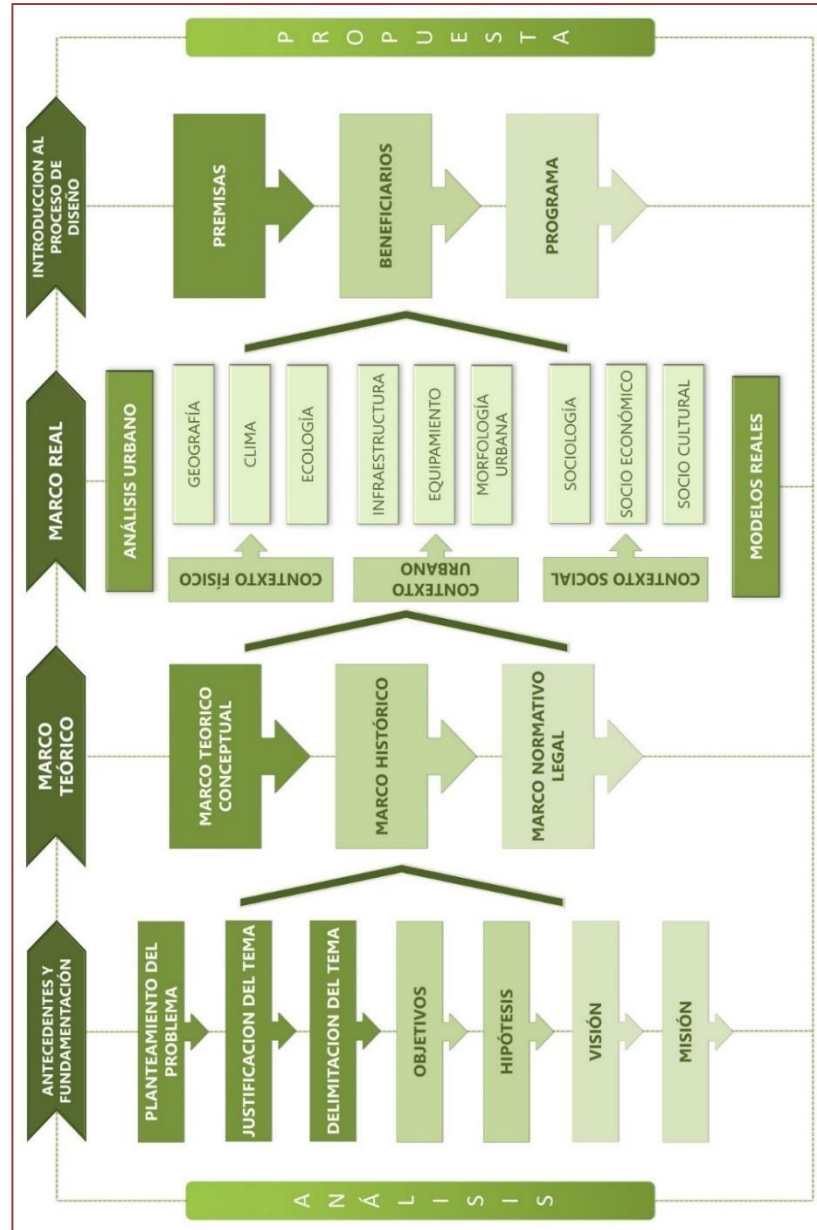 ANÁLISIS
ANTECEDENTES Y
FUNDAMENTACIÓN
PLANTEAMIENTO DEL
PROBLEMA
JUSTIFICACION DEL TEMA
DELIMITACION DEL TEMA
OBJETIVOS
HIPÓTESIS
VISIÓN
MISIÓN
MARCO
TEÓRICO
MARCO TEORICO
CONCEPTUAL
MARCO HISTÓRICO
MARCO NORMATIVO
LEGAL
MARCO REAL
ANÁLISIS URBANO
CONTEXTO FÍSICO
GEOGRAFÍA
CLIMA
ECOLOGÍA
CONTEXTO
URBANO
INFRAESTRUCTURA
EQUIPAMIENTO
MORFOLOGÍA
URBANA
CONTEXTO SOCIAL
SOCIOLOGÍA
SOCIO ECONÓMICO
SOCIO CULTURAL
MODELOS REALES
INTRODUCCION AL
PROCESO DE
DISEÑO
PREMISAS
BENEFICIARIOS
PROGRAMA
PROPUESTA